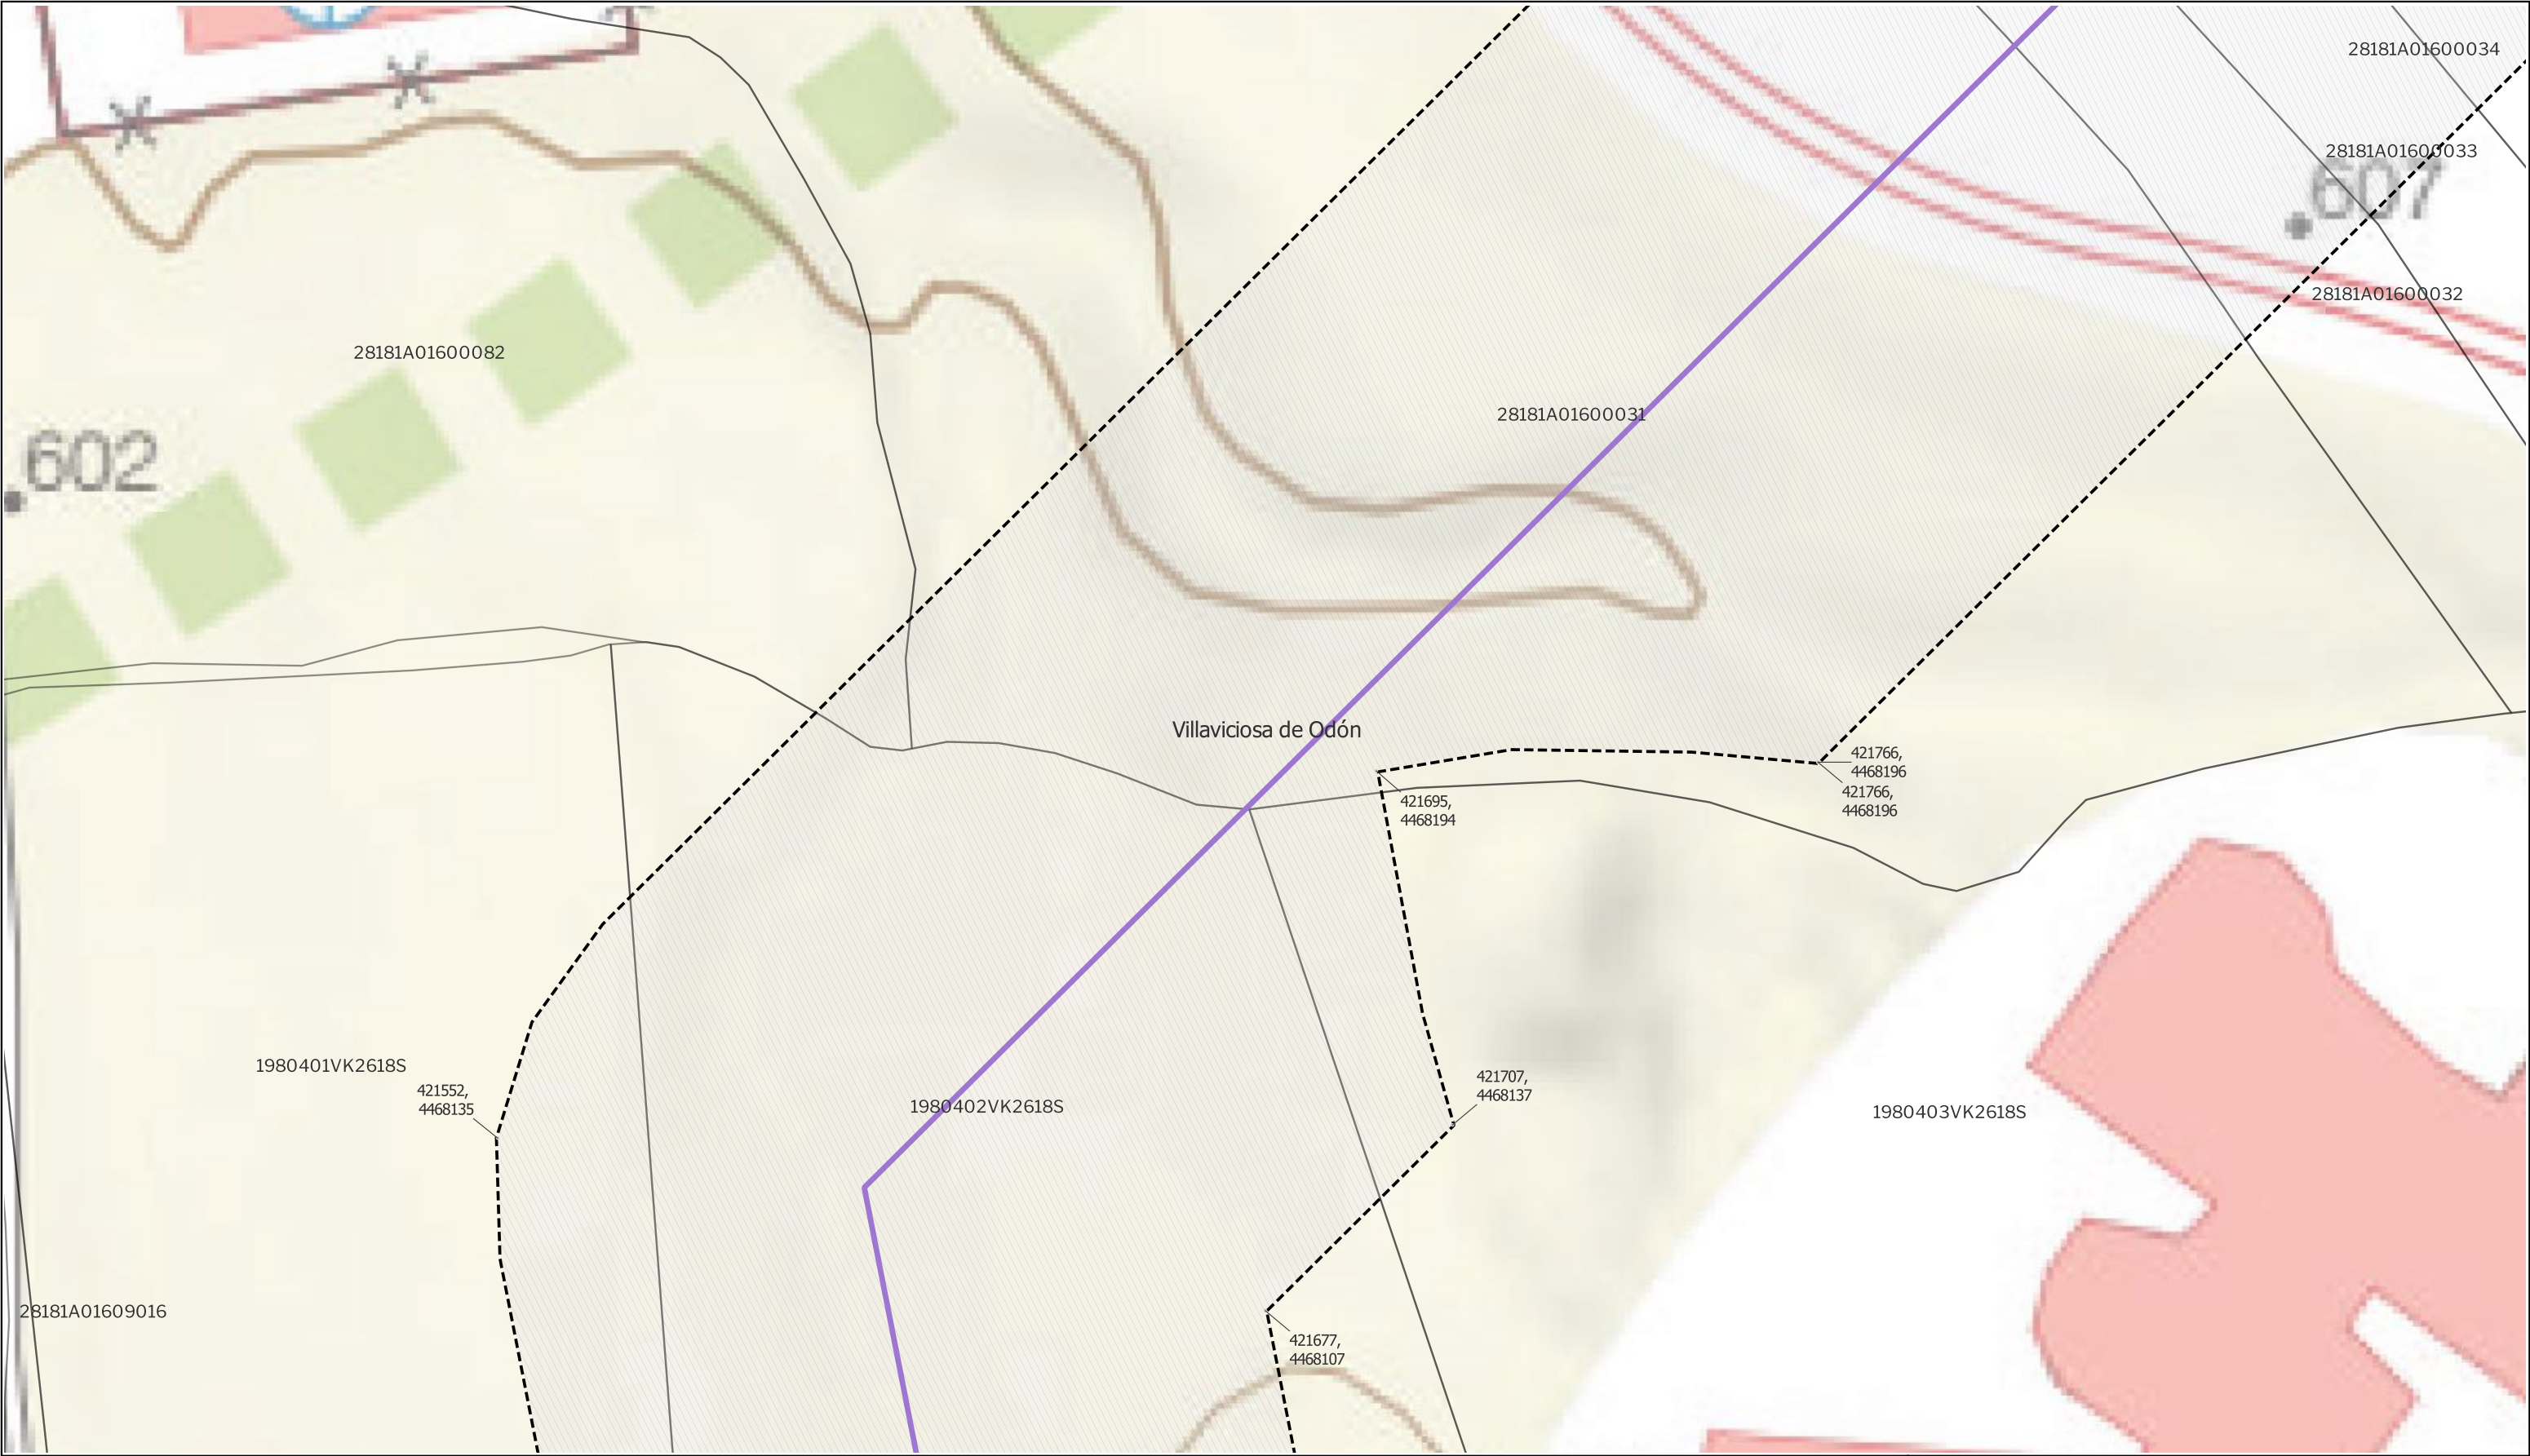 28181A01600034
28181A01600033
607
28181A01600032
28181A01600082
28181A01600031
602
Villaviciosa de Odón
421766,
4468196
421766,
4468196
421695,
4468194
1980401VK2618S
421552,
4468135
421707,
4468137
1980402VK2618S
1980403VK2618S
28181A01609016
421677,
4468107